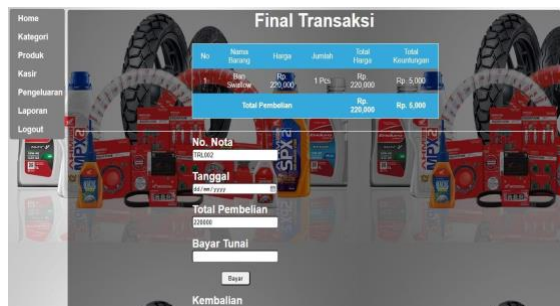 Home
Kategori
Produk
Kasir
Pengeluaran
Laporan
Logout
Final Transaksi
No Nama Barang Harga Jumlah Total Harga Total Keuntungan
1 Ban Swallow Rp. 220,000 1 Pcs Rp. 220,000 Rp. 5,000
Total Pembelian Rp. 220,000 Rp. 5,000
No. Nota
TRL002
Tanggal
dd/mm/yyyy
Total Pembelian
220000
Bayar Tunai
Bayar
Kembalian
SPX2
MPX2